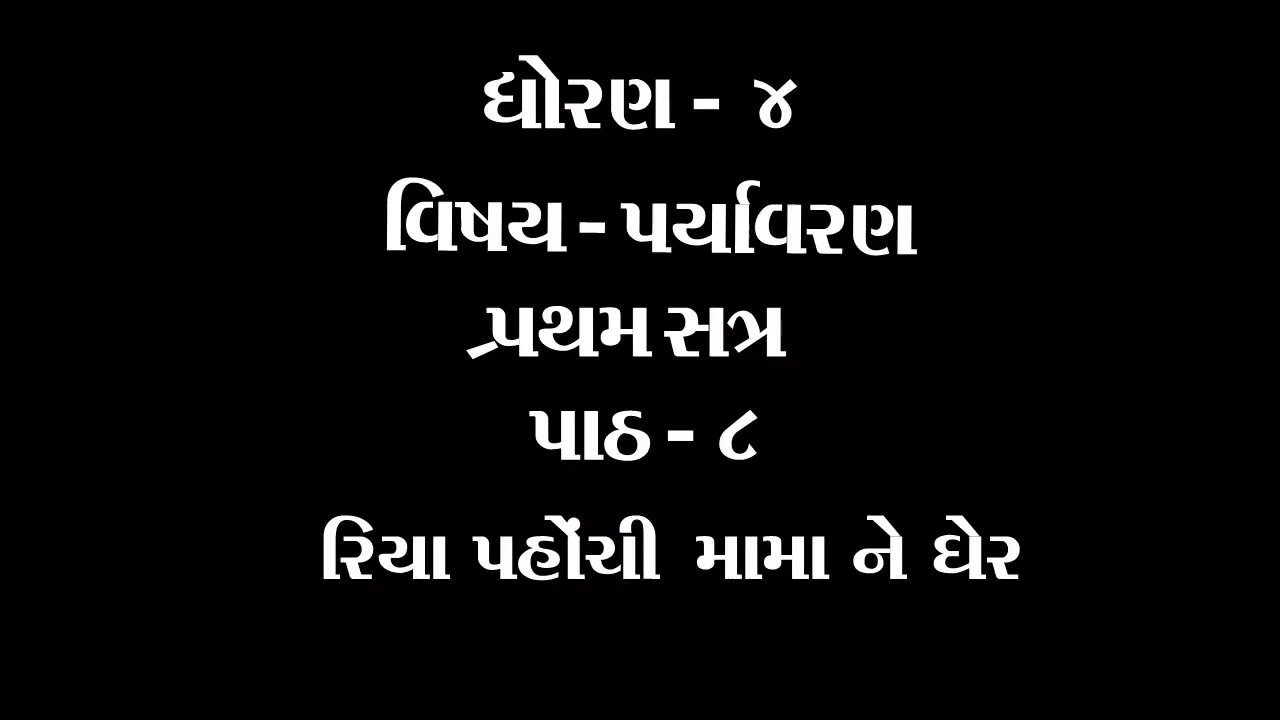 ધોરણ - ૪
વિષય - પર્યાવરણ
પ્રથમ સત્ર
પાઠ - ૮
રિયા પહોંચી મામા ને ઘેર